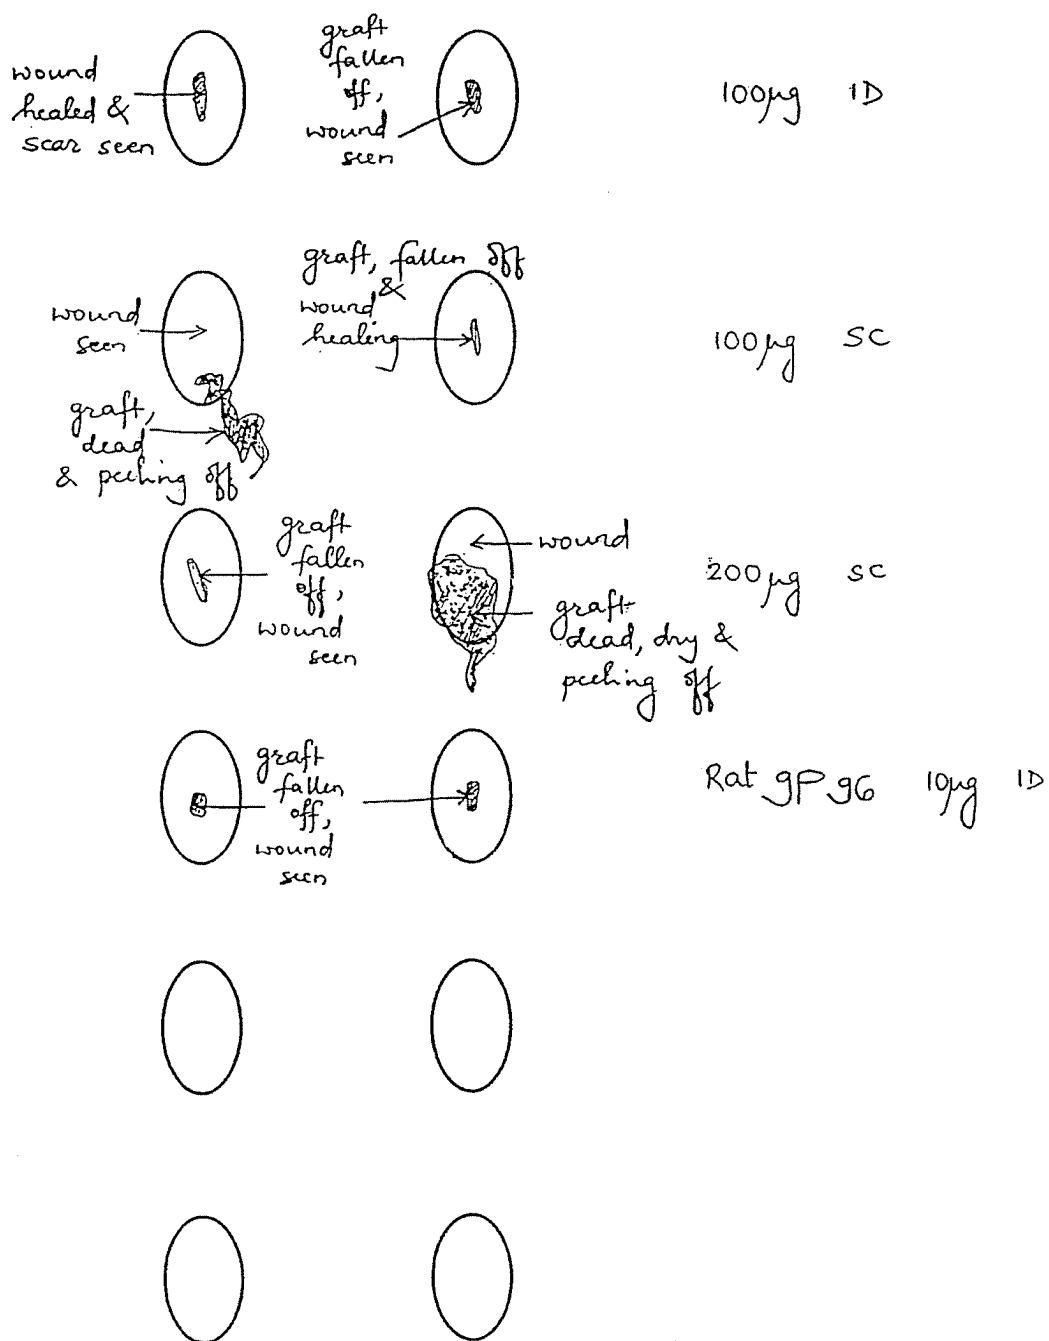 wound
healed &
scar seen
graft
fallen
off,
wound
seen
100µg ID
wound
seen
graft,
dead
& peeling off
graft, fallen off
&
wound
healing
100µg SC
graft
fallen
off,
wound
seen
wound
graft
dead, dry &
peeling off
200µg SC
graft
fallen
off,
wound
seen
Rat gp 96 10µg ID